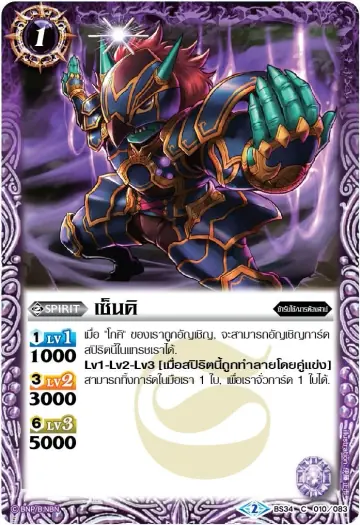 1
2 SPIRIT
เซ็นคิ
1 LV1
1000
3 LV2
3000
6 LV3
5000
เมื่อ "โกคิ" ของเราถูกอัญเชิญ, จะสามารถอัญเชิญการ์ด
สปิริตนี้ในแทรชเราได้.
Lv1-Lv2-Lv3 [เมื่อสปิริตนี้ถูกทำลายโดยคู่แข่ง]
สามารถทิ้งการ์ดในมือเรา 1 ใบ, เพื่อเราจั่วการ์ด 1 ใบได้.
© BNP/B,NBN
2
BS34 C 010/083